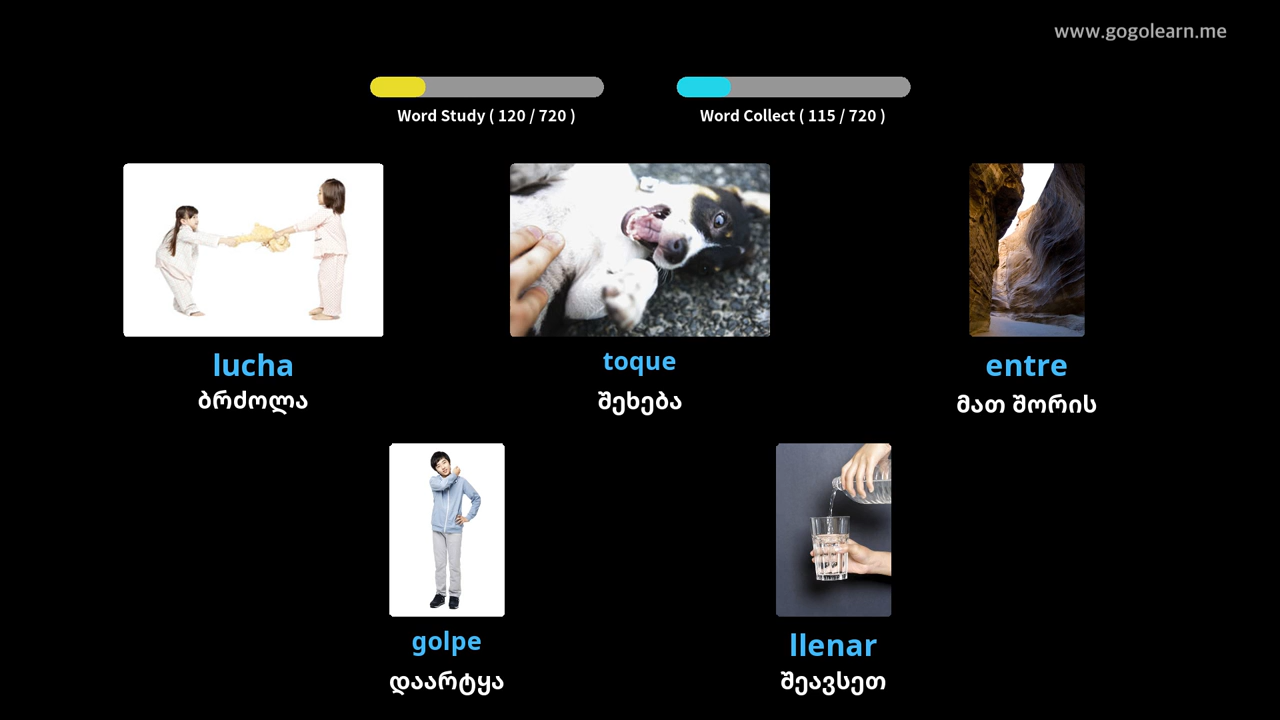 www.gogolearn.me
Word Study ( 120 / 720 )
Word Collect ( 115 / 720 )
lucha
ბრძოლა
toque
შეხება
entre
მათ შორის
golpe
დაარტყა
llenar
შეავსეთ